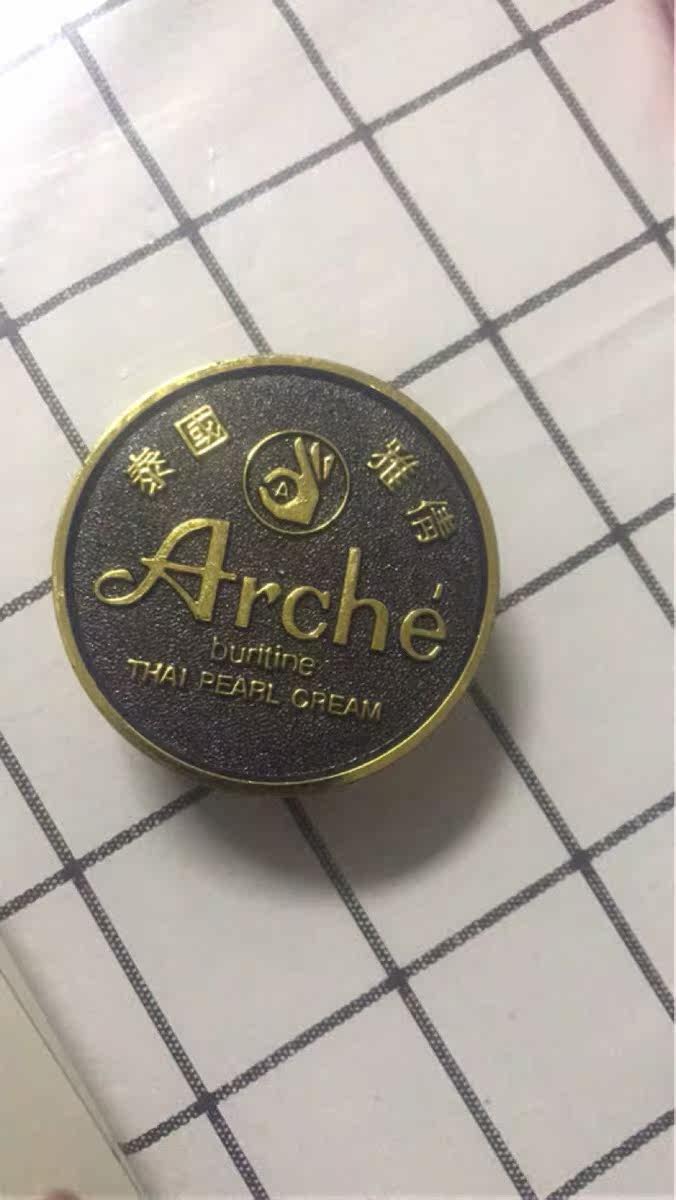 泰國 雅倩
A
Arché
buritine
THAI PEARL CREAM